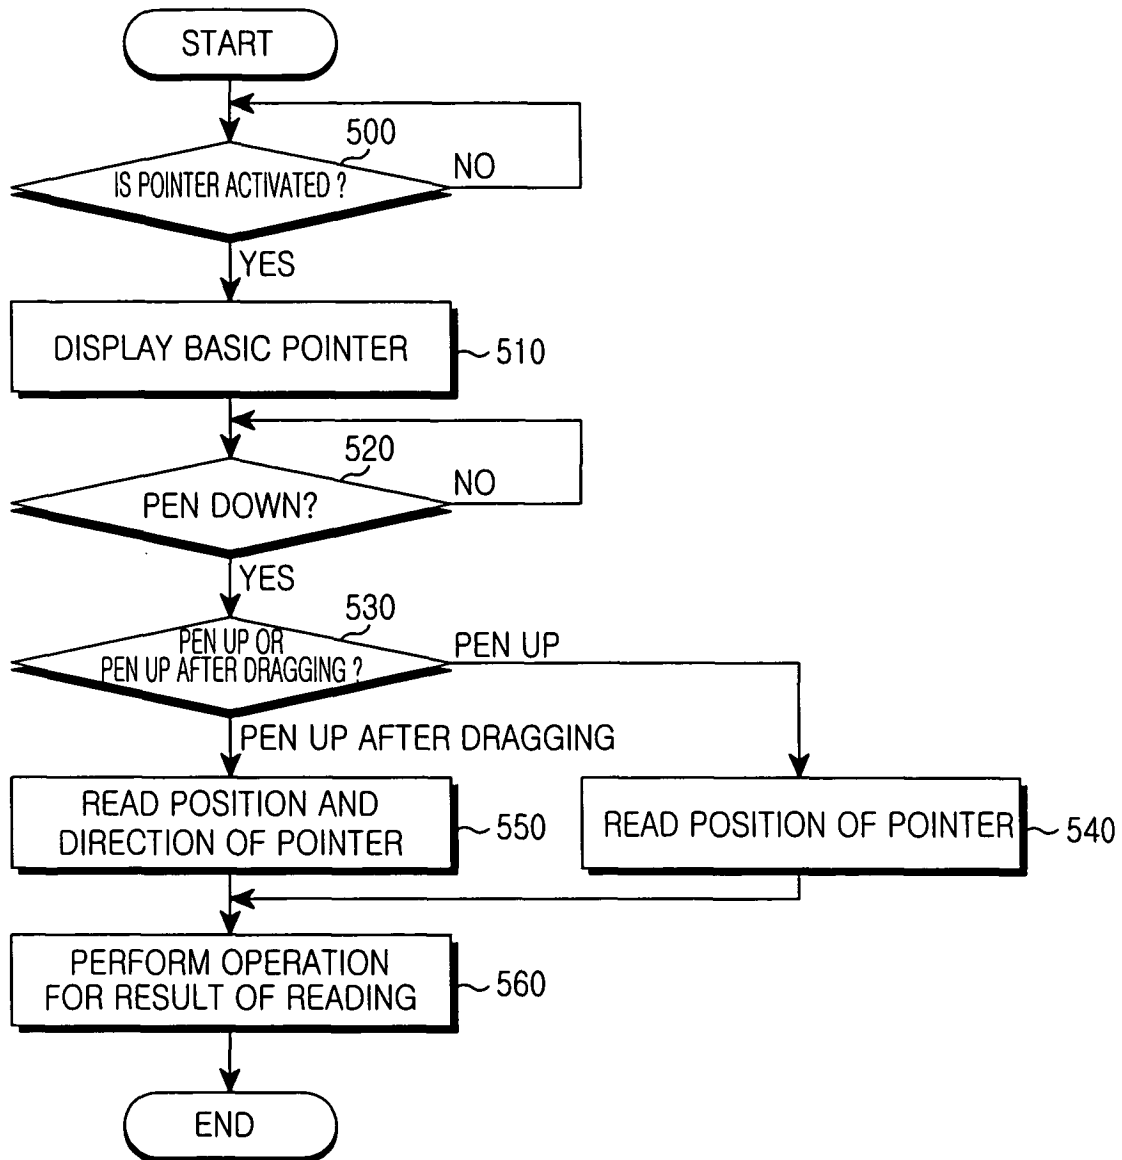 START
500
IS POINTER ACTIVATED ?
NO
YES
DISPLAY BASIC POINTER
510
520
PEN DOWN?
NO
YES
530
PEN UP OR
PEN UP AFTER DRAGGING ?
PEN UP
PEN UP AFTER DRAGGING
READ POSITION AND
DIRECTION OF POINTER
550
READ POSITION OF POINTER
540
PERFORM OPERATION
FOR RESULT OF READING
560
END